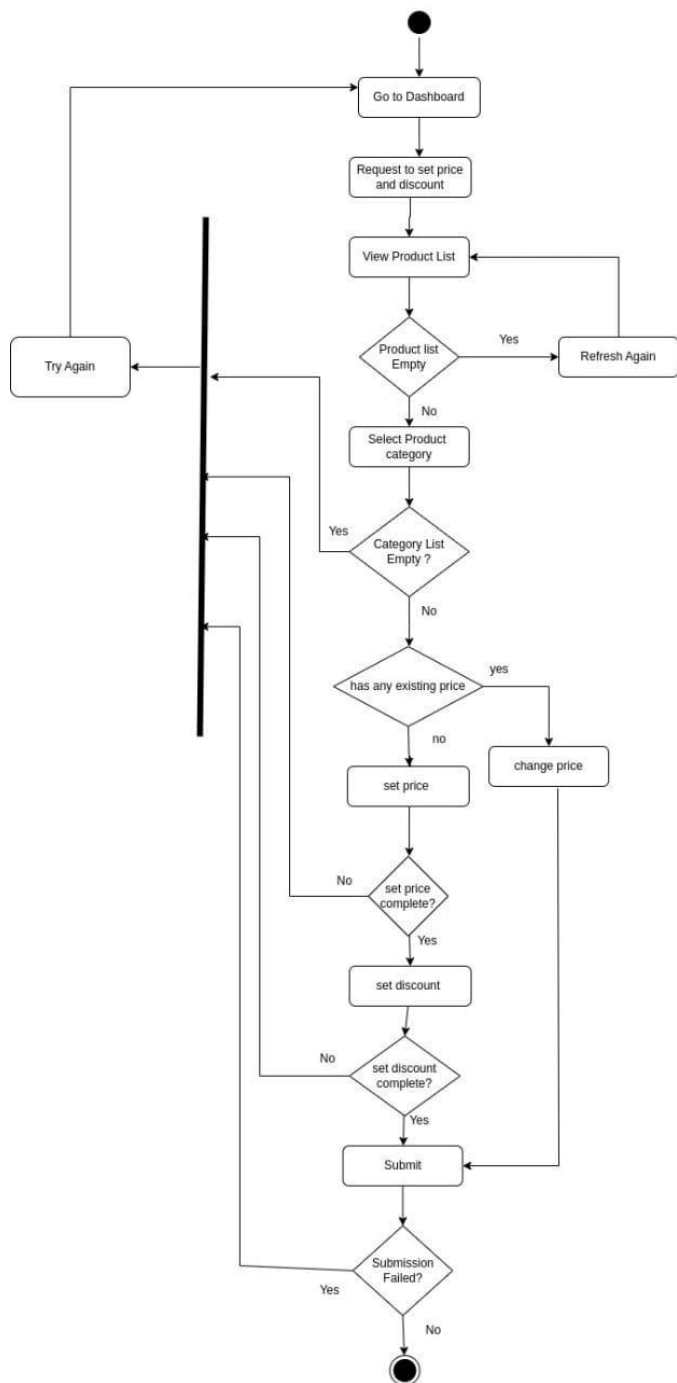 Go to Dashboard
Request to set price
and discount
View Product List
Product list
Empty
Yes
Refresh Again
Try Again
No
Select Product
category
Yes
Category List
Empty ?
No
has any existing price
yes
no
change price
set price
No
set price
complete?
Yes
set discount
No
set discount
complete?
Yes
Submit
Submission
Failed?
Yes
No